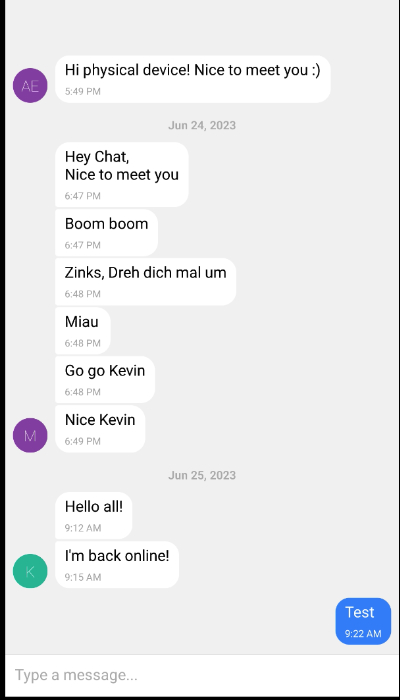 Hi physical device! Nice to meet you :)
5:49 PM
AE
Jun 24, 2023
Hey Chat,
Nice to meet you
6:47 PM
Boom boom
6:47 PM
Zinks, Dreh dich mal um
6:48 PM
Miau
6:48 PM
Go go Kevin
6:48 PM
Nice Kevin
6:49 PM
M
Jun 25, 2023
Hello all!
9:12 AM
I'm back online!
9:15 AM
K
Test
9:22 AM
Type a message...